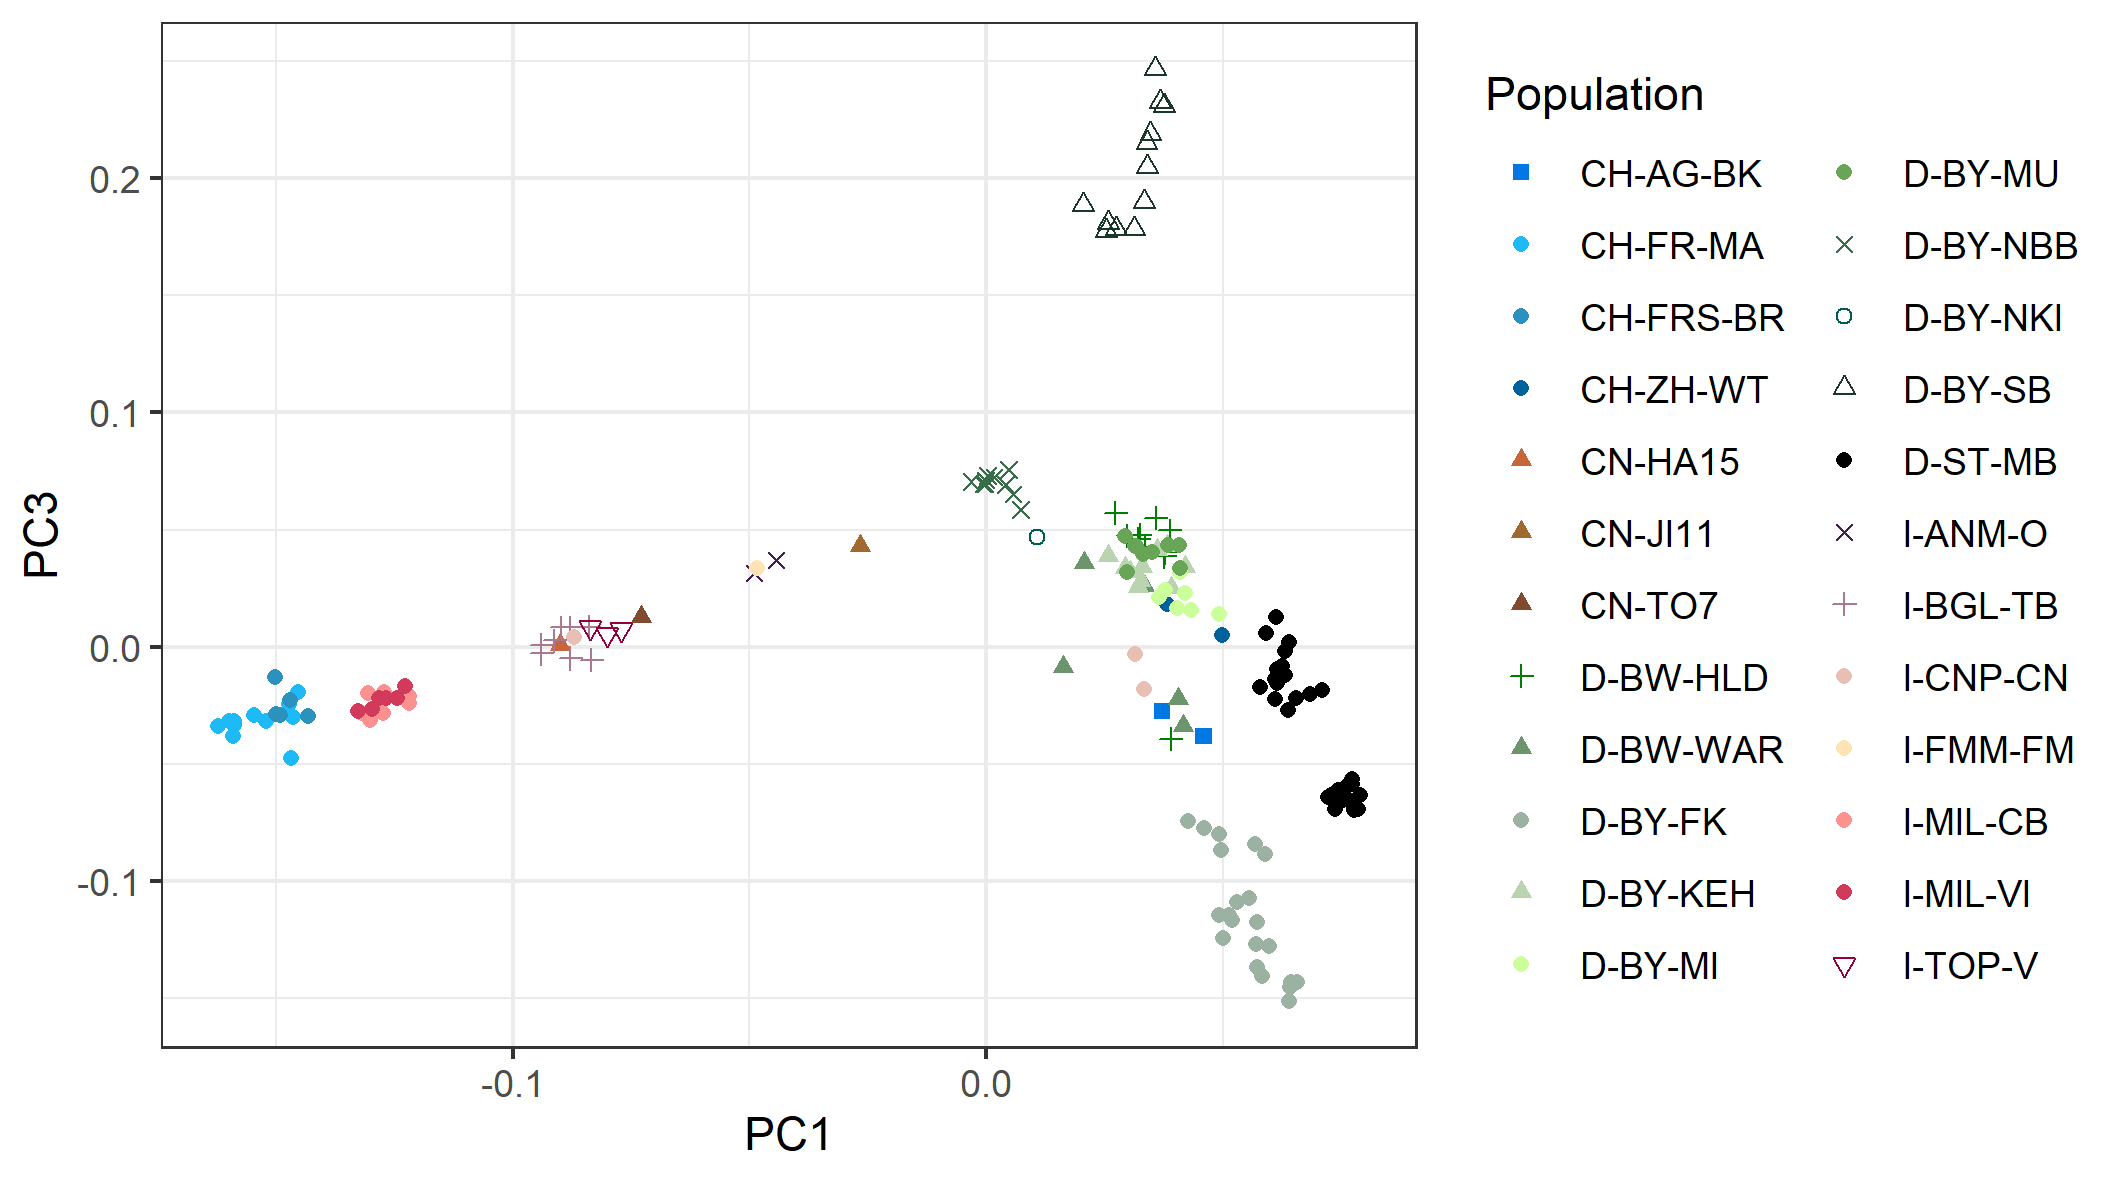 Population
CH-AG-BK
CH-FR-MA
CH-FRS-BR
CH-ZH-WT
CN-HA15
CN-JI11
CN-TO7
D-BW-HLD
D-BW-WAR
D-BY-FK
D-BY-KEH
D-BY-MI
D-BY-MU
D-BY-NBB
D-BY-NKI
D-BY-SB
D-ST-MB
I-ANM-O
I-BGL-TB
I-CNP-CN
I-FMM-FM
I-MIL-CB
I-MIL-VI
I-TOP-V
PC3
0.2
0.1
0.0
-0.1
-0.1
0.0
PC1